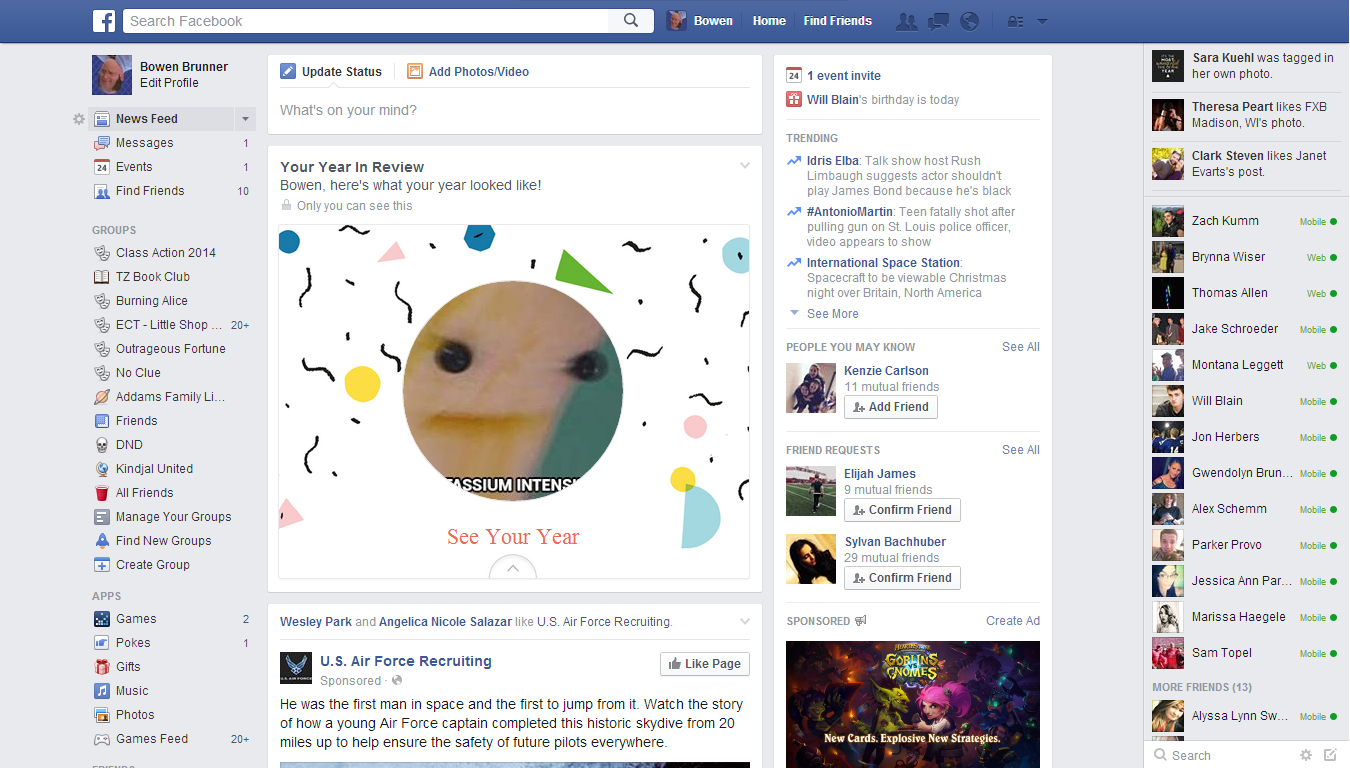 Search Facebook
Bowen
Home
Find Friends
Bowen Brunner
Edit Profile
News Feed
Messages 1
24 Events 1
Find Friends 10
GROUPS
Class Action 2014
TZ Book Club
Burning Alice
ECT - Little Shop ... 20+
Outrageous Fortune
No Clue
Addams Family Li...
Friends
DND
Kindjal United
All Friends
Manage Your Groups
Find New Groups
Create Group
APPS
Games 2
Pokes 1
Gifts
Music
Photos
Games Feed 20+
FRIENDS
Update Status
Add Photos/Video
What's on your mind?
Your Year In Review
Bowen, here's what your year looked like!
Only you can see this
TASSIUM INTENSI
See Your Year
Wesley Park and Angelica Nicole Salazar like U.S. Air Force Recruiting.
U.S. Air Force Recruiting
Like Page
Sponsored ·
U.S. AIR FORCE
He was the first man in space and the first to jump from it. Watch the story
of how a young Air Force captain completed this historic skydive from 20
miles up to help ensure the safety of future pilots everywhere.
24 1 event invite
Will Blain's birthday is today
TRENDING
Idris Elba: Talk show host Rush
Limbaugh suggests actor shouldn't
play James Bond because he's black
#AntonioMartin: Teen fatally shot after
pulling gun on St. Louis police officer,
video appears to show
International Space Station:
Spacecraft to be viewable Christmas
night over Britain, North America
See More
PEOPLE YOU MAY KNOW See All
Kenzie Carlson
11 mutual friends
Add Friend
FRIEND REQUESTS See All
Elijah James
9 mutual friends
Confirm Friend
Sylvan Bachhuber
29 mutual friends
Confirm Friend
SPONSORED Create Ad
HEARTHSTONE
GOBLINS
GNOMES
New Cards. Explosive New Strategies.
Sara Kuehl was tagged in
her own photo.
Theresa Peart likes FXB
Madison, WI's photo.
Clark Steven likes Janet
Evarts's post.
Zach Kumm Mobile
Brynna Wiser Web
Thomas Allen Web
Jake Schroeder Mobile
Montana Leggett Web
Will Blain Mobile
Jon Herbers Mobile
Gwendolyn Brun... Mobile
Alex Schemm Mobile
Parker Provo Mobile
Jessica Ann Par... Mobile
Marissa Haegele Mobile
Sam Topel Mobile
MORE FRIENDS (13)
Alyssa Lynn Sw... Mobile
Search